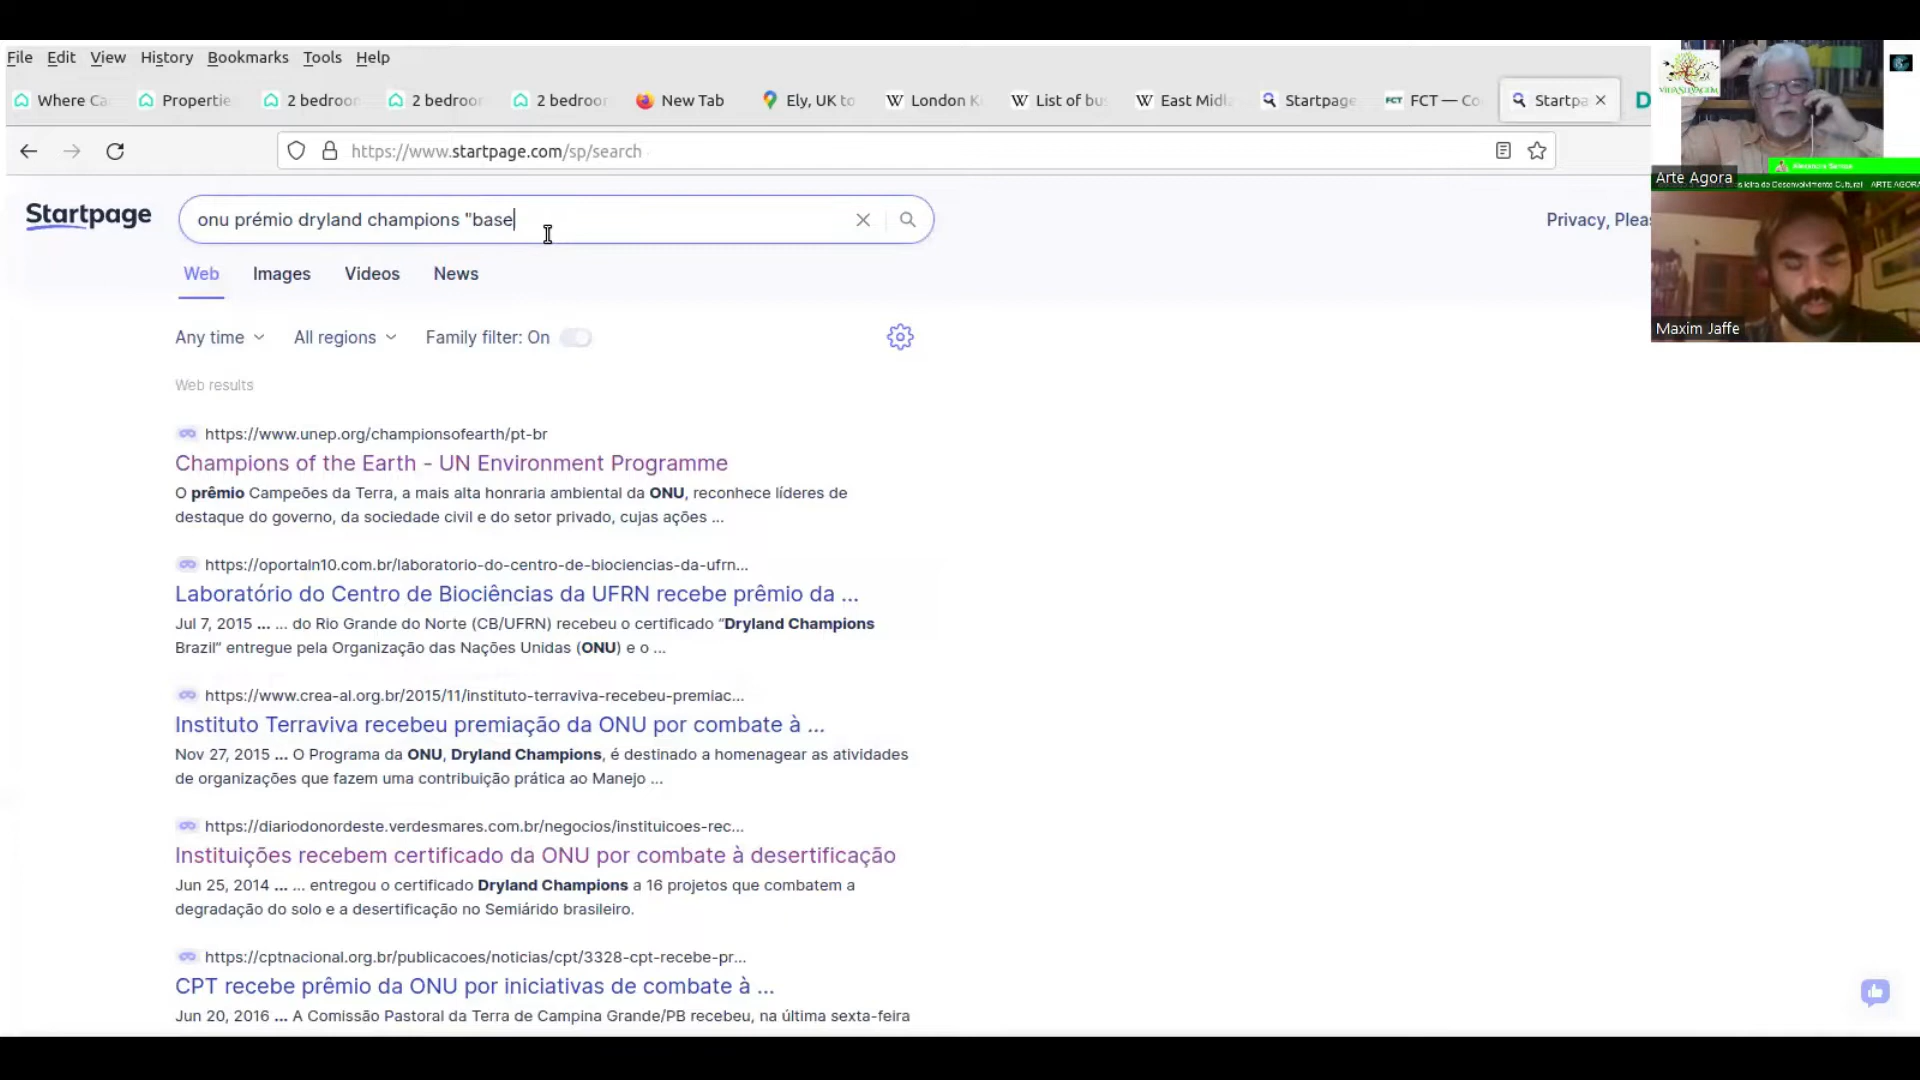 File Edit View History Bookmarks Tools Help
Where Ca Propertie 2 bedroor 2 bedroor 2 bedroor New Tab Ely, UK to London K List of bu East Midl Startpage FCT FCT — Co Startpa
https://www.startpage.com/sp/search
Startpage
onu prémio dryland champions "base
Privacy, Pleas
Web Images Videos News
Any time All regions Family filter: On
Web results
https://www.unep.org/championsofearth/pt-br
Champions of the Earth - UN Environment Programme
O prêmio Campeões da Terra, a mais alta honraria ambiental da ONU, reconhece líderes de
destaque do governo, da sociedade civil e do setor privado, cujas ações ...
https://oportaln10.com.br/laboratorio-do-centro-de-biociencias-da-ufrn...
Laboratório do Centro de Biociências da UFRN recebe prêmio da ...
Jul 7, 2015 ... ... do Rio Grande do Norte (CB/UFRN) recebeu o certificado “Dryland Champions
Brazil” entregue pela Organização das Nações Unidas (ONU) e o ...
https://www.crea-al.org.br/2015/11/instituto-terraviva-recebeu-premiac...
Instituto Terraviva recebeu premiação da ONU por combate à ...
Nov 27, 2015 ... O Programa da ONU, Dryland Champions, é destinado a homenagear as atividades
de organizações que fazem uma contribuição prática ao Manejo ...
https://diariodonordeste.verdesmares.com.br/negocios/instituicoes-rec...
Instituições recebem certificado da ONU por combate à desertificação
Jun 25, 2014 ... ... entregou o certificado Dryland Champions a 16 projetos que combatem a
degradação do solo e a desertificação no Semiárido brasileiro.
https://cptnacional.org.br/publicacoes/noticias/cpt/3328-cpt-recebe-pr...
CPT recebe prêmio da ONU por iniciativas de combate à ...
Jun 20, 2016 ... A Comissão Pastoral da Terra de Campina Grande/PB recebeu, na última sexta-feira
VIDA SELVAGEM
Arte Agora
sileira de Desenvolvimento Cultural ARTE AGORA
Maxim Jaffe